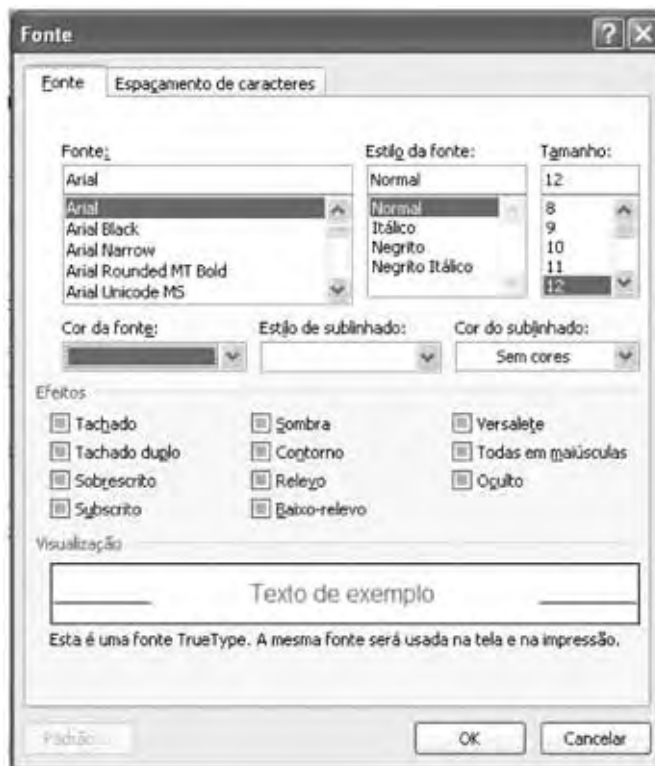 Fonte
Fonte Espaçamento de caracteres
Fonte: Estilo da fonte: Tamanho:
Arial Normal 12
Arial Normal 8
Arial Black Itálico 9
Arial Narrow Negrito 10
Arial Rounded MT Bold Negrito Itálico 11
Arial Unicode MS 12
Cor da fonte: Estilo de sublinhado: Cor do sublinhado:
Sem cores
Efeitos
Tachado Sombra Versalete
Tachado duplo Contorno Todas em maiúsculas
Sobrescrito Relevo Oculto
Subscrito Baixo-relevo
Visualização
Texto de exemplo
Esta é uma fonte TrueType. A mesma fonte será usada na tela e na impressão.
Padrão... OK Cancelar